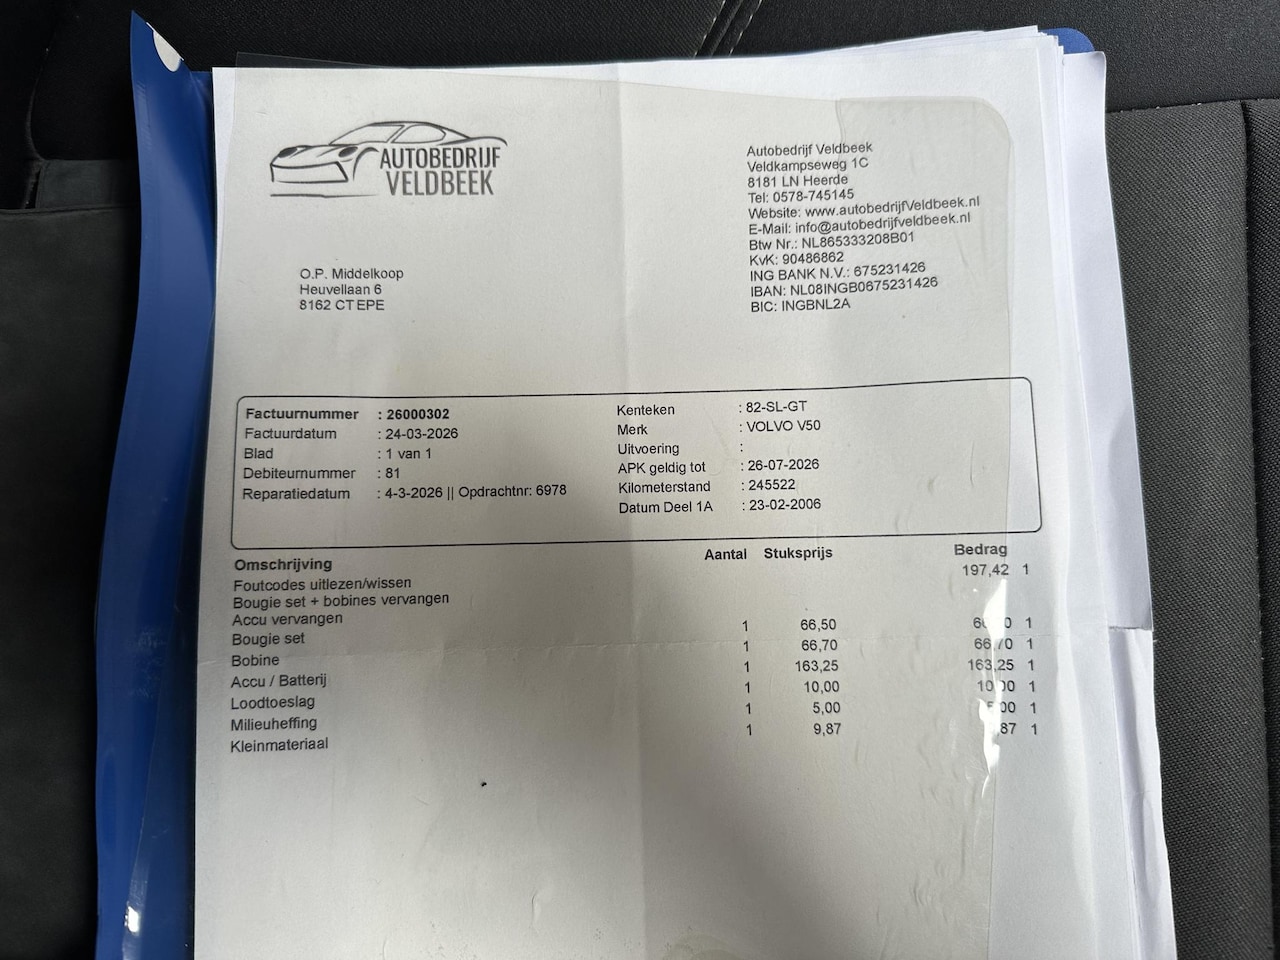 AUTOBEDRIJF
VELDBEEK
Autobedrijf Veldbeek
Veldkampseweg 1C
8181 LN Heerde
Tel: 0578-745145
Website: www.autobedrijfVeldbeek.nl
E-Mail: info@autobedrijfveldbeek.nl
Btw Nr.: NL865333208B01
KvK: 90486862
ING BANK N.V.: 675231426
IBAN: NL08INGB0675231426
BIC: INGBNL2A
O.P. Middelkoop
Heuvellaan 6
8162 CT EPE
Factuurnummer : 26000302
Factuurdatum : 24-03-2026
Blad : 1 van 1
Debiteurnummer : 81
Reparatiedatum : 4-3-2026 || Opdrachtnr: 6978
Kenteken : 82-SL-GT
Merk : VOLVO V50
Uitvoering :
APK geldig tot : 26-07-2026
Kilometerstand : 245522
Datum Deel 1A : 23-02-2006
Omschrijving Aantal Stuksprijs Bedrag
Foutcodes uitlezen/wissen 197,42 1
Bougie set + bobines vervangen
Accu vervangen
Bougie set 1 66,50 1
Bobine 1 66,70 66,70 1
Accu / Batterij 1 163,25 163,25 1
Loodtoeslag 1 10,00 10,00 1
Milieuheffing 1 5,00 1
Kleinmateriaal 1 9,87 1